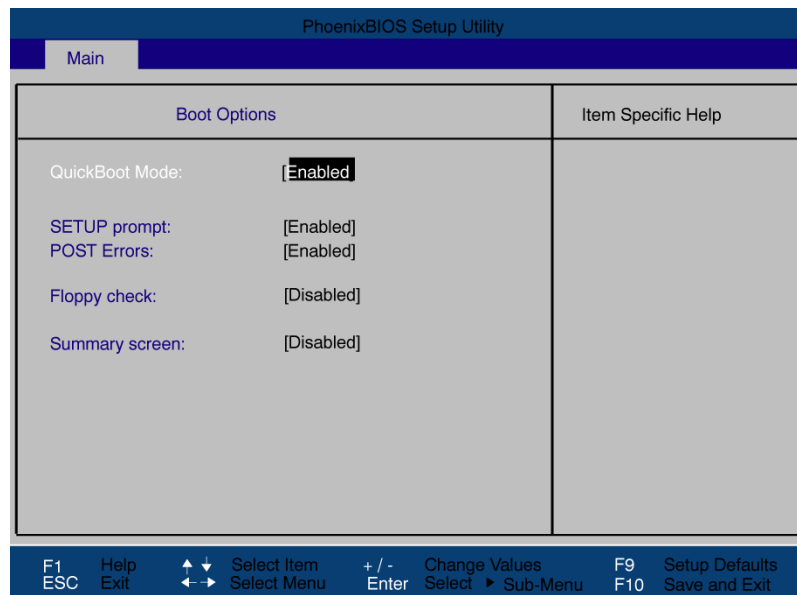 PhoenixBIOS Setup Utility
Main
Boot Options
Item Specific Help
QuickBoot Mode: [Enabled]
SETUP prompt: [Enabled]
POST Errors: [Enabled]
Floppy check: [Disabled]
Summary screen: [Disabled]
F1 Help ▲▼ Select Item + / - Change Values F9 Setup Defaults
ESC Exit ◄► Select Menu Enter Select ▶ Sub-Menu F10 Save and Exit